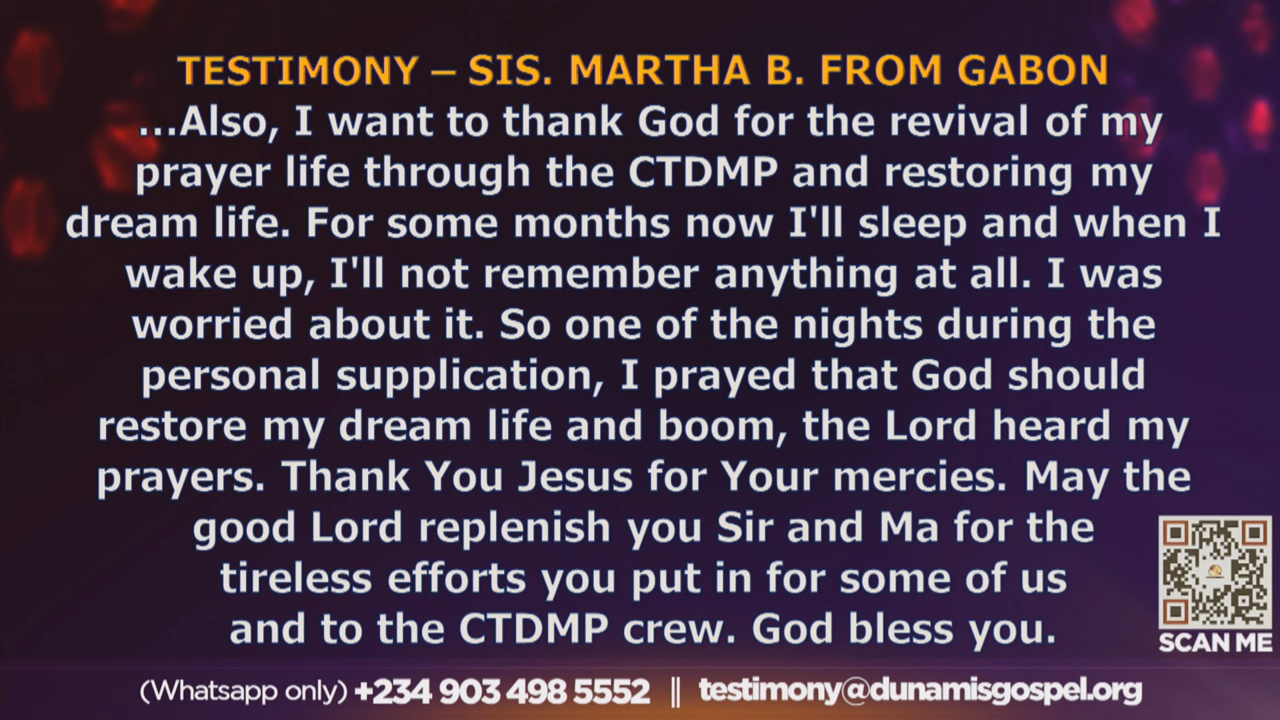 TESTIMONY – SIS. MARTHA B. FROM GABON
...Also, I want to thank God for the revival of my
prayer life through the CTDMP and restoring my
dream life. For some months now I'll sleep and when I
wake up, I'll not remember anything at all. I was
worried about it. So one of the nights during the
personal supplication, I prayed that God should
restore my dream life and boom, the Lord heard my
prayers. Thank You Jesus for Your mercies. May the
good Lord replenish you Sir and Ma for the
tireless efforts you put in for some of us
and to the CTDMP crew. God bless you.
SCAN ME
(Whatsapp only) +234 903 498 5552 || testimony@dunamisgospel.org